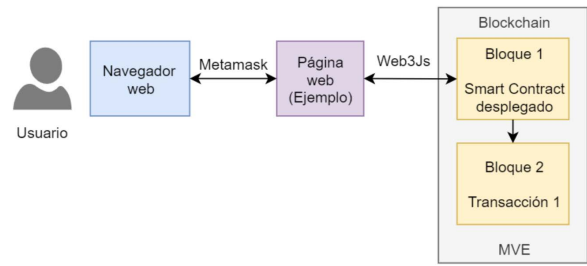 Usuario
Navegador
web
Metamask
Página
web
(Ejemplo)
Web3Js
Blockchain
Bloque 1
Smart Contract
desplegado
Bloque 2
Transacción 1
MVE